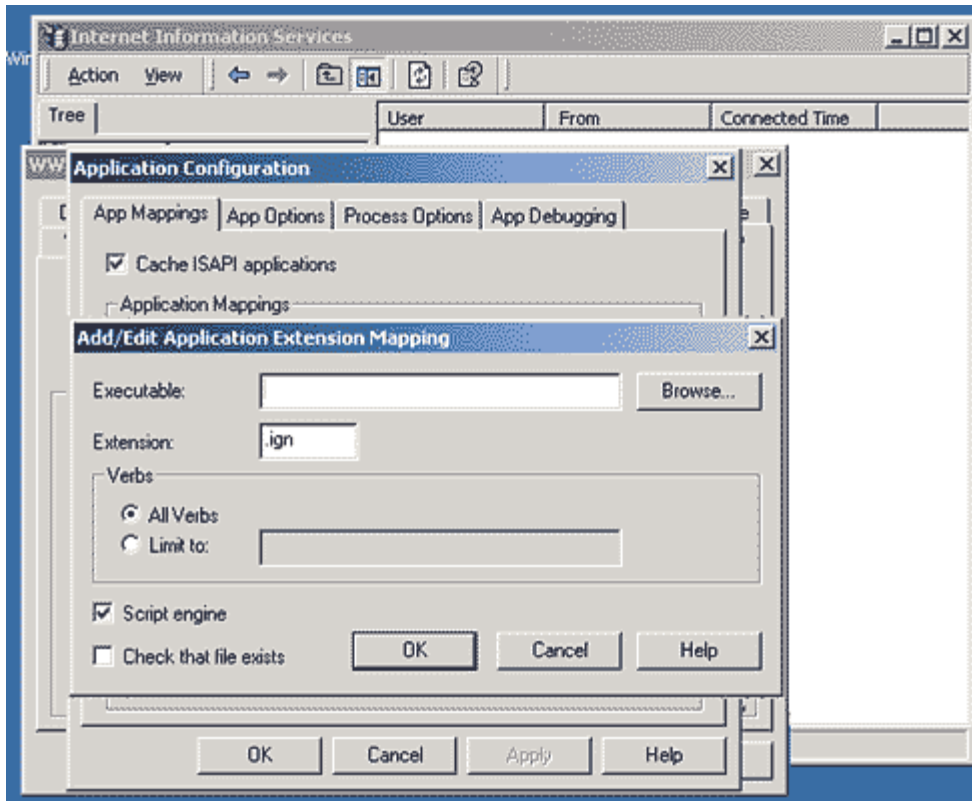 Internet Information Services
Win
Action View
Tree
User From Connected Time
WW
Application Configuration
App Mappings App Options Process Options App Debugging
Cache ISAPI applications
Application Mappings
Add/Edit Application Extension Mapping
Executable: Browse...
Extension: .ign
Verbs
All Verbs
Limit to:
Script engine
Check that file exists
OK Cancel Help
OK Cancel Apply Help